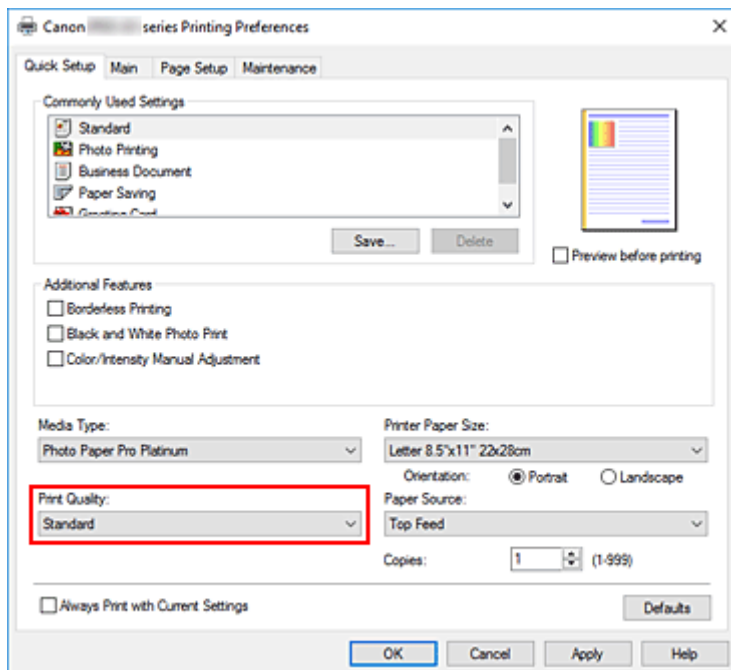 Canon series Printing Preferences
Quick Setup Main Page Setup Maintenance
Commonly Used Settings
Standard
Photo Printing
Business Document
Paper Saving
Greeting Card
Save... Delete
Preview before printing
Additional Features
Borderless Printing
Black and White Photo Print
Color/Intensity Manual Adjustment
Media Type:
Photo Paper Pro Platinum
Printer Paper Size:
Letter 8.5"x11" 22x28cm
Orientation: Portrait Landscape
Print Quality:
Standard
Paper Source:
Top Feed
Copies: 1 (1-999)
Always Print with Current Settings
Defaults
OK Cancel Apply Help